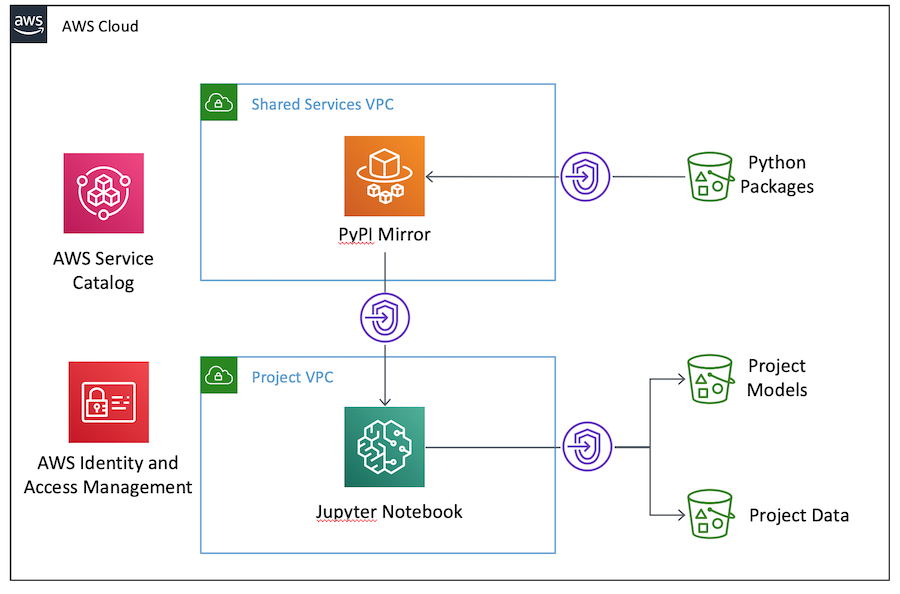 aws
AWS Cloud
Shared Services VPC
PyPI Mirror
Python
Packages
AWS Service
Catalog
Project VPC
Jupyter Notebook
AWS Identity and
Access Management
Project
Models
Project Data